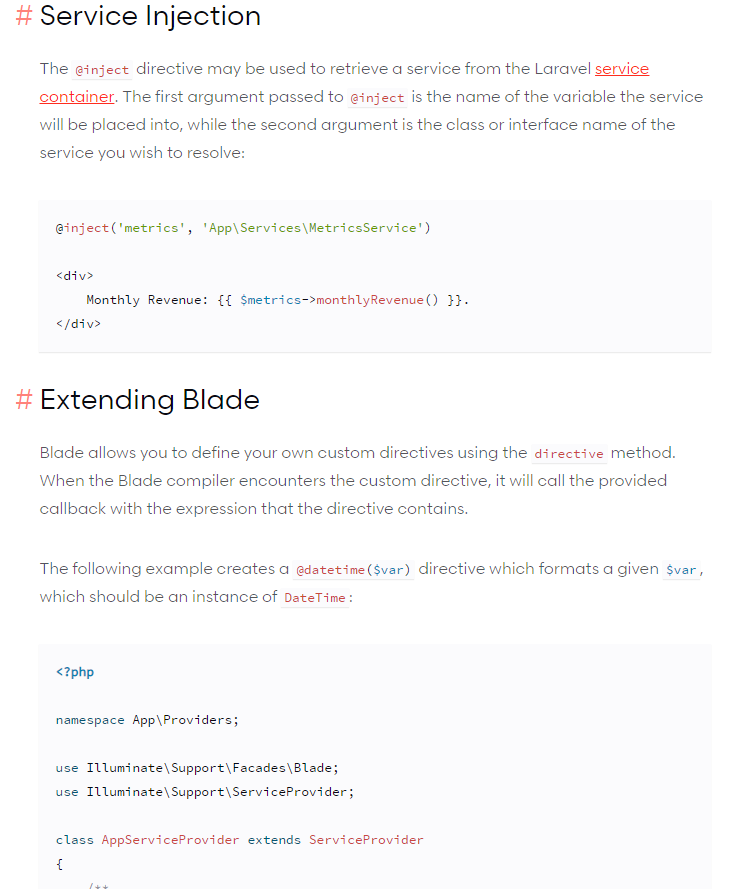 # Service Injection
The @inject directive may be used to retrieve a service from the Laravel service
container. The first argument passed to @inject is the name of the variable the service
will be placed into, while the second argument is the class or interface name of the
service you wish to resolve:
@inject('metrics', 'App\Services\MetricsService')
<div>
    Monthly Revenue: {{ $metrics->monthlyRevenue() }}.
</div>
# Extending Blade
Blade allows you to define your own custom directives using the directive method.
When the Blade compiler encounters the custom directive, it will call the provided
callback with the expression that the directive contains.
The following example creates a @datetime($var) directive which formats a given $var,
which should be an instance of DateTime:
<?php
namespace App\Providers;
use Illuminate\Support\Facades\Blade;
use Illuminate\Support\ServiceProvider;
class AppServiceProvider extends ServiceProvider
{
    /**